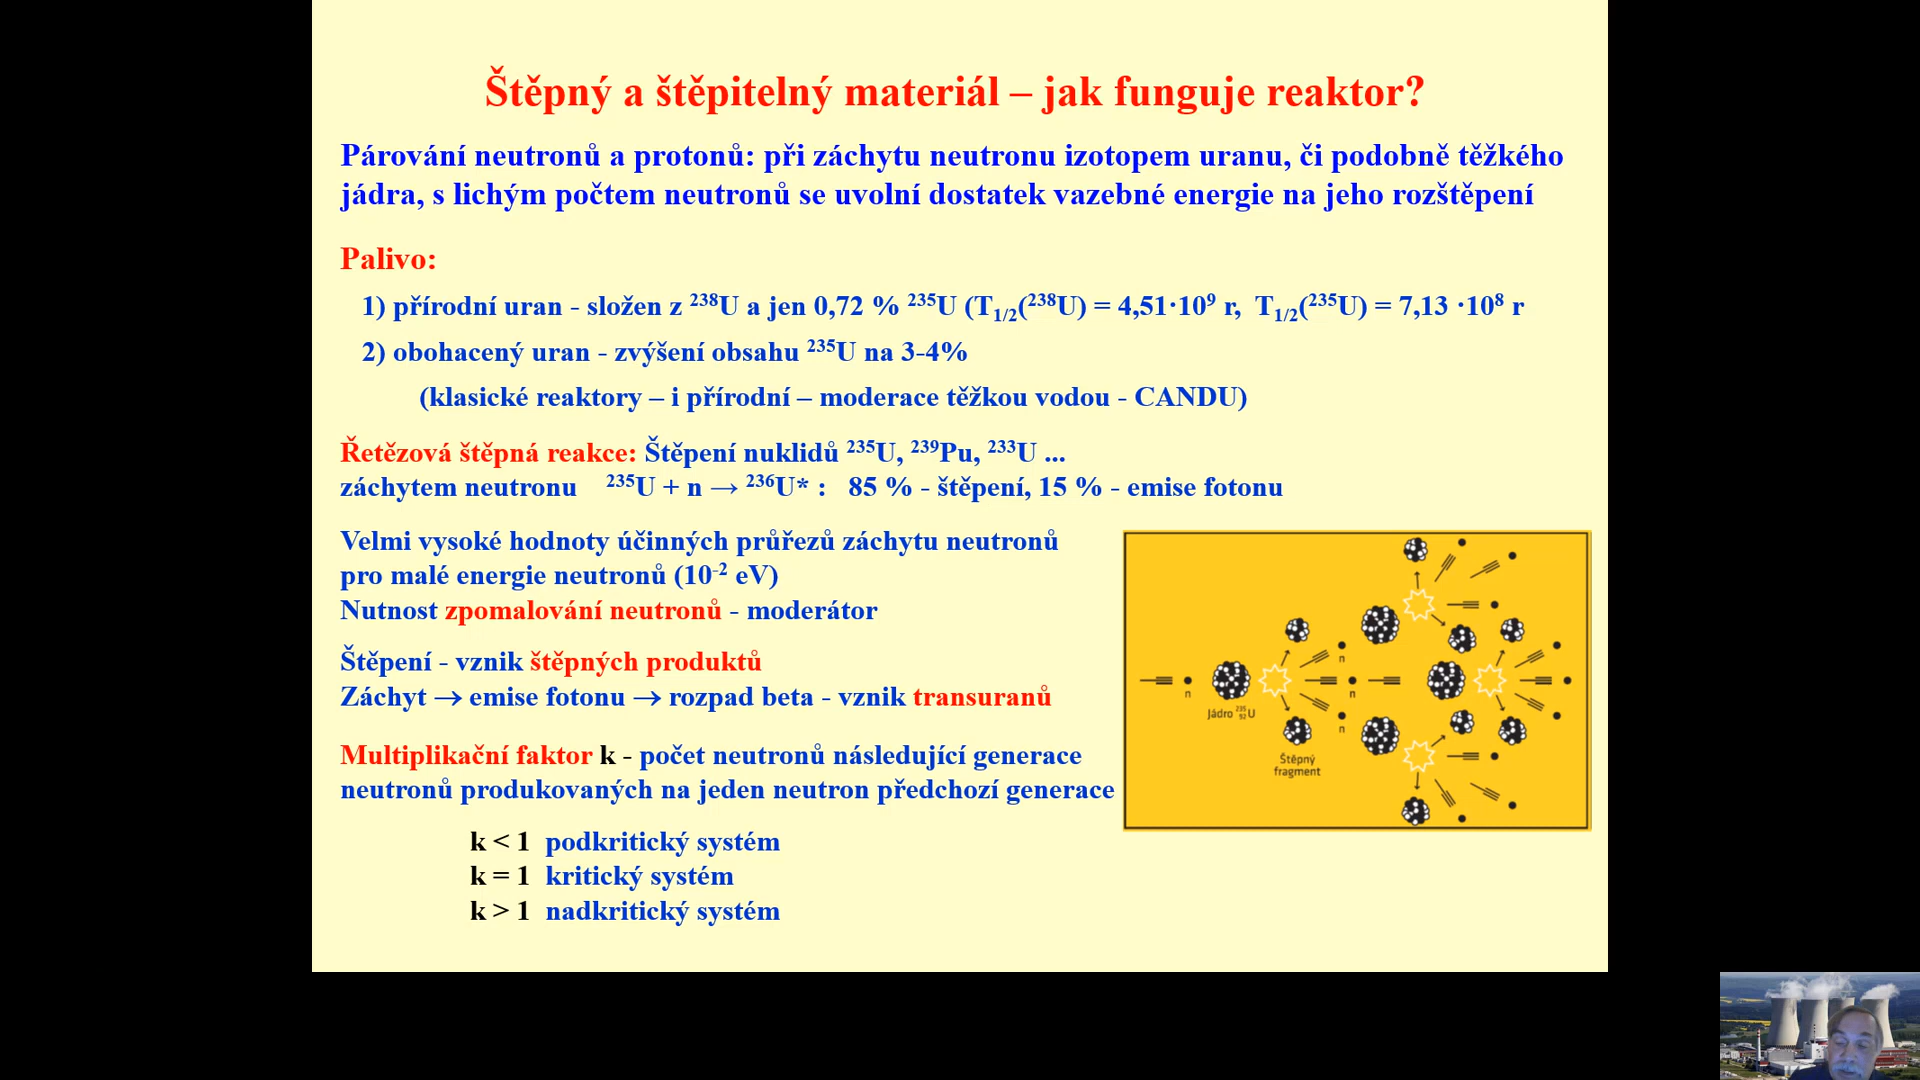 Štěpný a štěpitelný materiál – jak funguje reaktor?
Párování neutronů a protonů: při záchytu neutronu izotopem uranu, či podobně těžkého
jádra, s lichým počtem neutronů se uvolní dostatek vazebné energie na jeho rozštěpení
Palivo:
1) přírodní uran - složen z ²³⁸U a jen 0,72 % ²³⁵U (T₁/₂(²³⁸U) = 4,51·10⁹ r, T₁/₂(²³⁵U) = 7,13 ·10⁸ r
2) obohacený uran - zvýšení obsahu ²³⁵U na 3-4%
(klasické reaktory – i přírodní – moderace těžkou vodou - CANDU)
Řetězová štěpná reakce: Štěpení nuklidů ²³⁵U, ²³⁹Pu, ²³³U ...
záchytem neutronu ²³⁵U + n → ²³⁶U* : 85 % - štěpení, 15 % - emise fotonu
Velmi vysoké hodnoty účinných průřezů záchytu neutronů
pro malé energie neutronů (10⁻² eV)
Nutnost zpomalování neutronů - moderátor
Štěpení - vznik štěpných produktů
Záchyt → emise fotonu → rozpad beta - vznik transuranů
Multiplikační faktor k - počet neutronů následující generace
neutronů produkovaných na jeden neutron předchozí generace
k < 1 podkritický systém
k = 1 kritický systém
k > 1 nadkritický systém
n
n
n
n
Jádro ²³⁵₉₂U
Štěpný
fragment